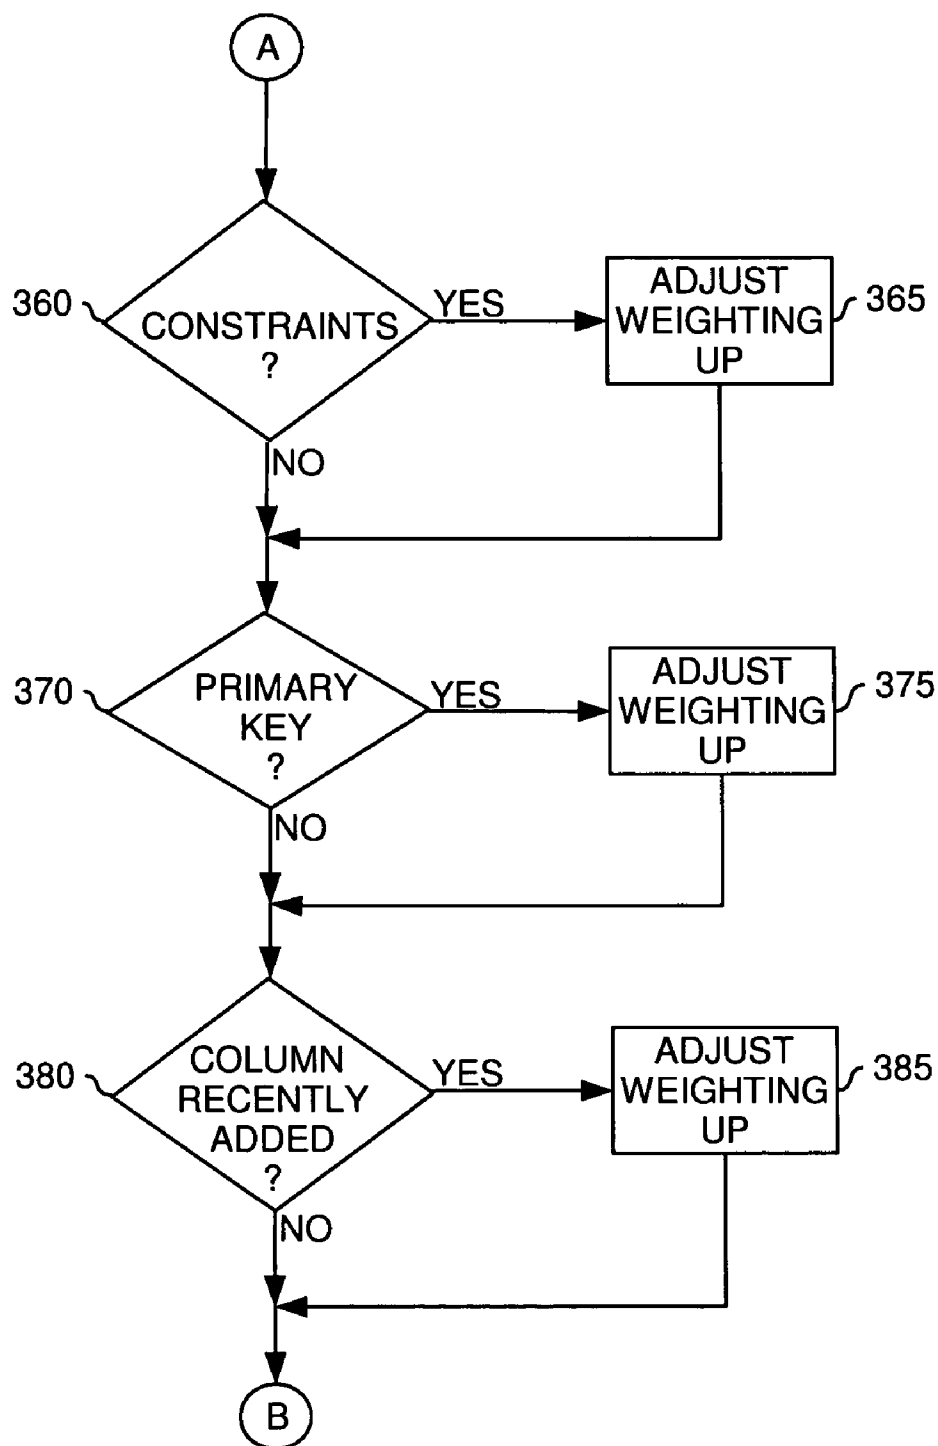 A
360
CONSTRAINTS
?
YES
ADJUST
WEIGHTING
UP
365
NO
370
PRIMARY
KEY
?
YES
ADJUST
WEIGHTING
UP
375
NO
380
COLUMN
RECENTLY
ADDED
?
YES
ADJUST
WEIGHTING
UP
385
NO
B